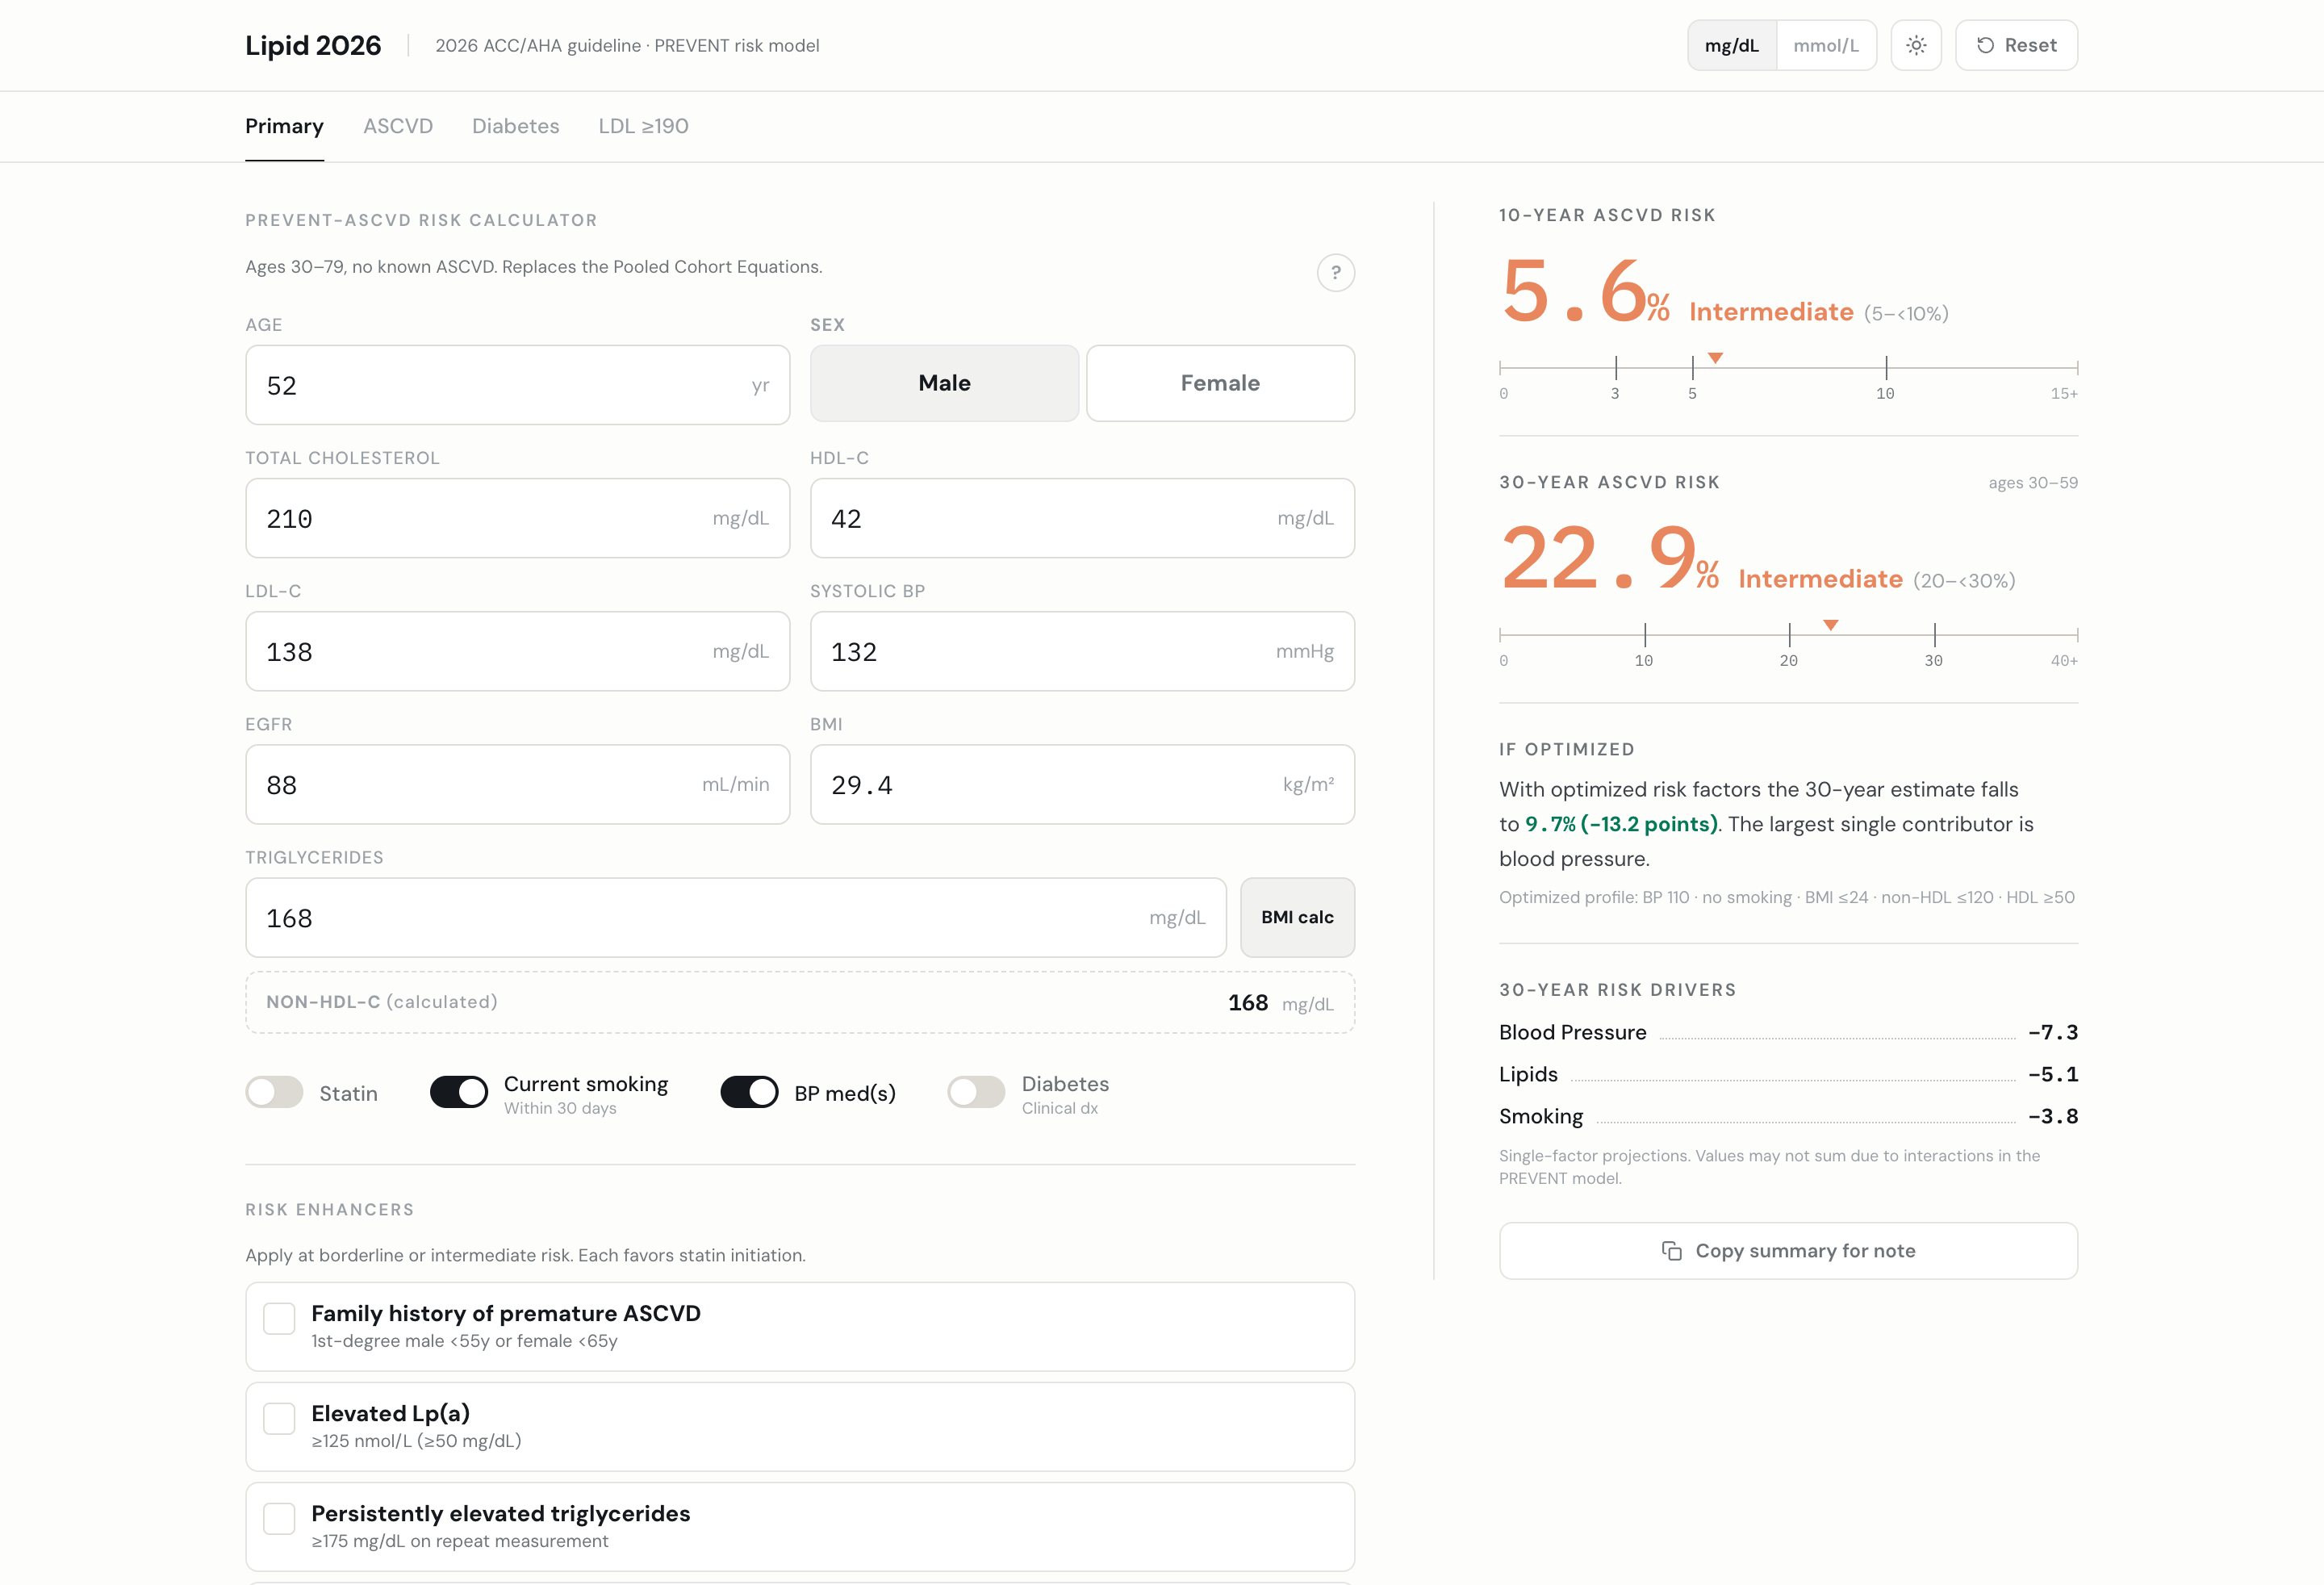 Lipid 2026
2026 ACC/AHA guideline · PREVENT risk model
mg/dL
mmol/L
Reset
Primary
ASCVD
Diabetes
LDL ≥190
PREVENT-ASCVD RISK CALCULATOR
Ages 30–79, no known ASCVD. Replaces the Pooled Cohort Equations.
?
AGE
52 yr
SEX
Male
Female
TOTAL CHOLESTEROL
210 mg/dL
HDL-C
42 mg/dL
LDL-C
138 mg/dL
SYSTOLIC BP
132 mmHg
EGFR
88 mL/min
BMI
29.4 kg/m²
TRIGLYCERIDES
168 mg/dL
BMI calc
NON-HDL-C (calculated)
168 mg/dL
Statin
Current smoking
Within 30 days
BP med(s)
Diabetes
Clinical dx
RISK ENHANCERS
Apply at borderline or intermediate risk. Each favors statin initiation.
Family history of premature ASCVD
1st-degree male <55y or female <65y
Elevated Lp(a)
≥125 nmol/L (≥50 mg/dL)
Persistently elevated triglycerides
≥175 mg/dL on repeat measurement
10-YEAR ASCVD RISK
5.6% Intermediate (5–<10%)
0 3 5 10 15+
30-YEAR ASCVD RISK
ages 30–59
22.9% Intermediate (20–<30%)
0 10 20 30 40+
IF OPTIMIZED
With optimized risk factors the 30-year estimate falls
to 9.7% (−13.2 points). The largest single contributor is
blood pressure.
Optimized profile: BP 110 · no smoking · BMI ≤24 · non-HDL ≤120 · HDL ≥50
30-YEAR RISK DRIVERS
Blood Pressure −7.3
Lipids −5.1
Smoking −3.8
Single-factor projections. Values may not sum due to interactions in the
PREVENT model.
Copy summary for note